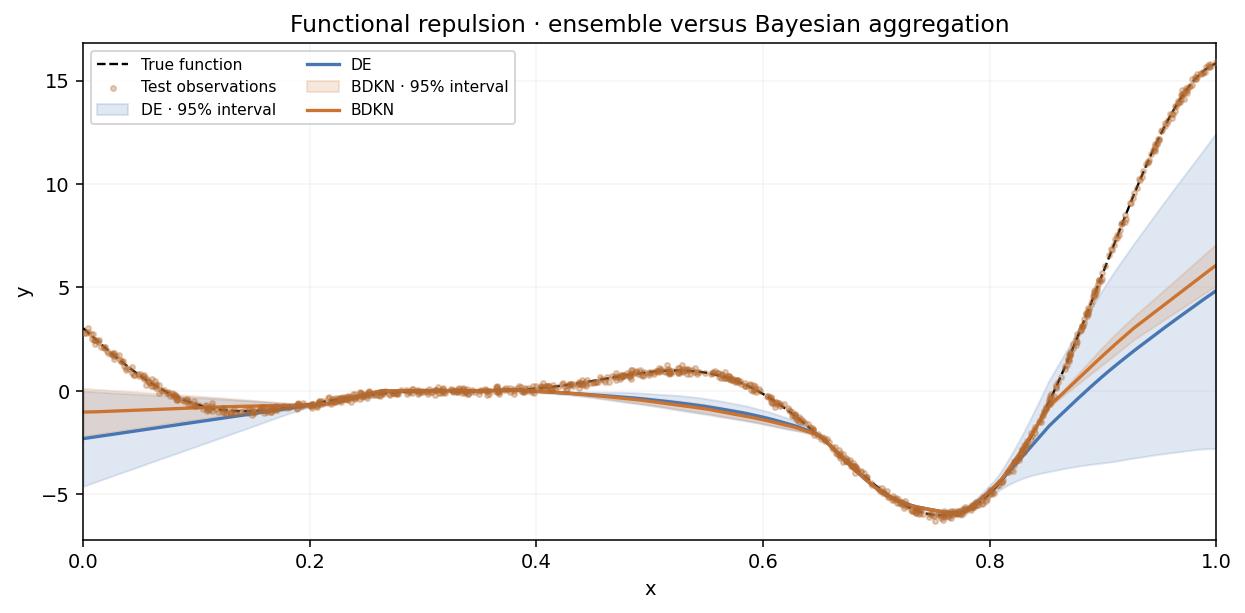 Functional repulsion · ensemble versus Bayesian aggregation
True function
Test observations
DE · 95% interval
DE
BDKN · 95% interval
BDKN
15
10
5
0
−5
y
0.0 0.2 0.4 0.6 0.8 1.0
x